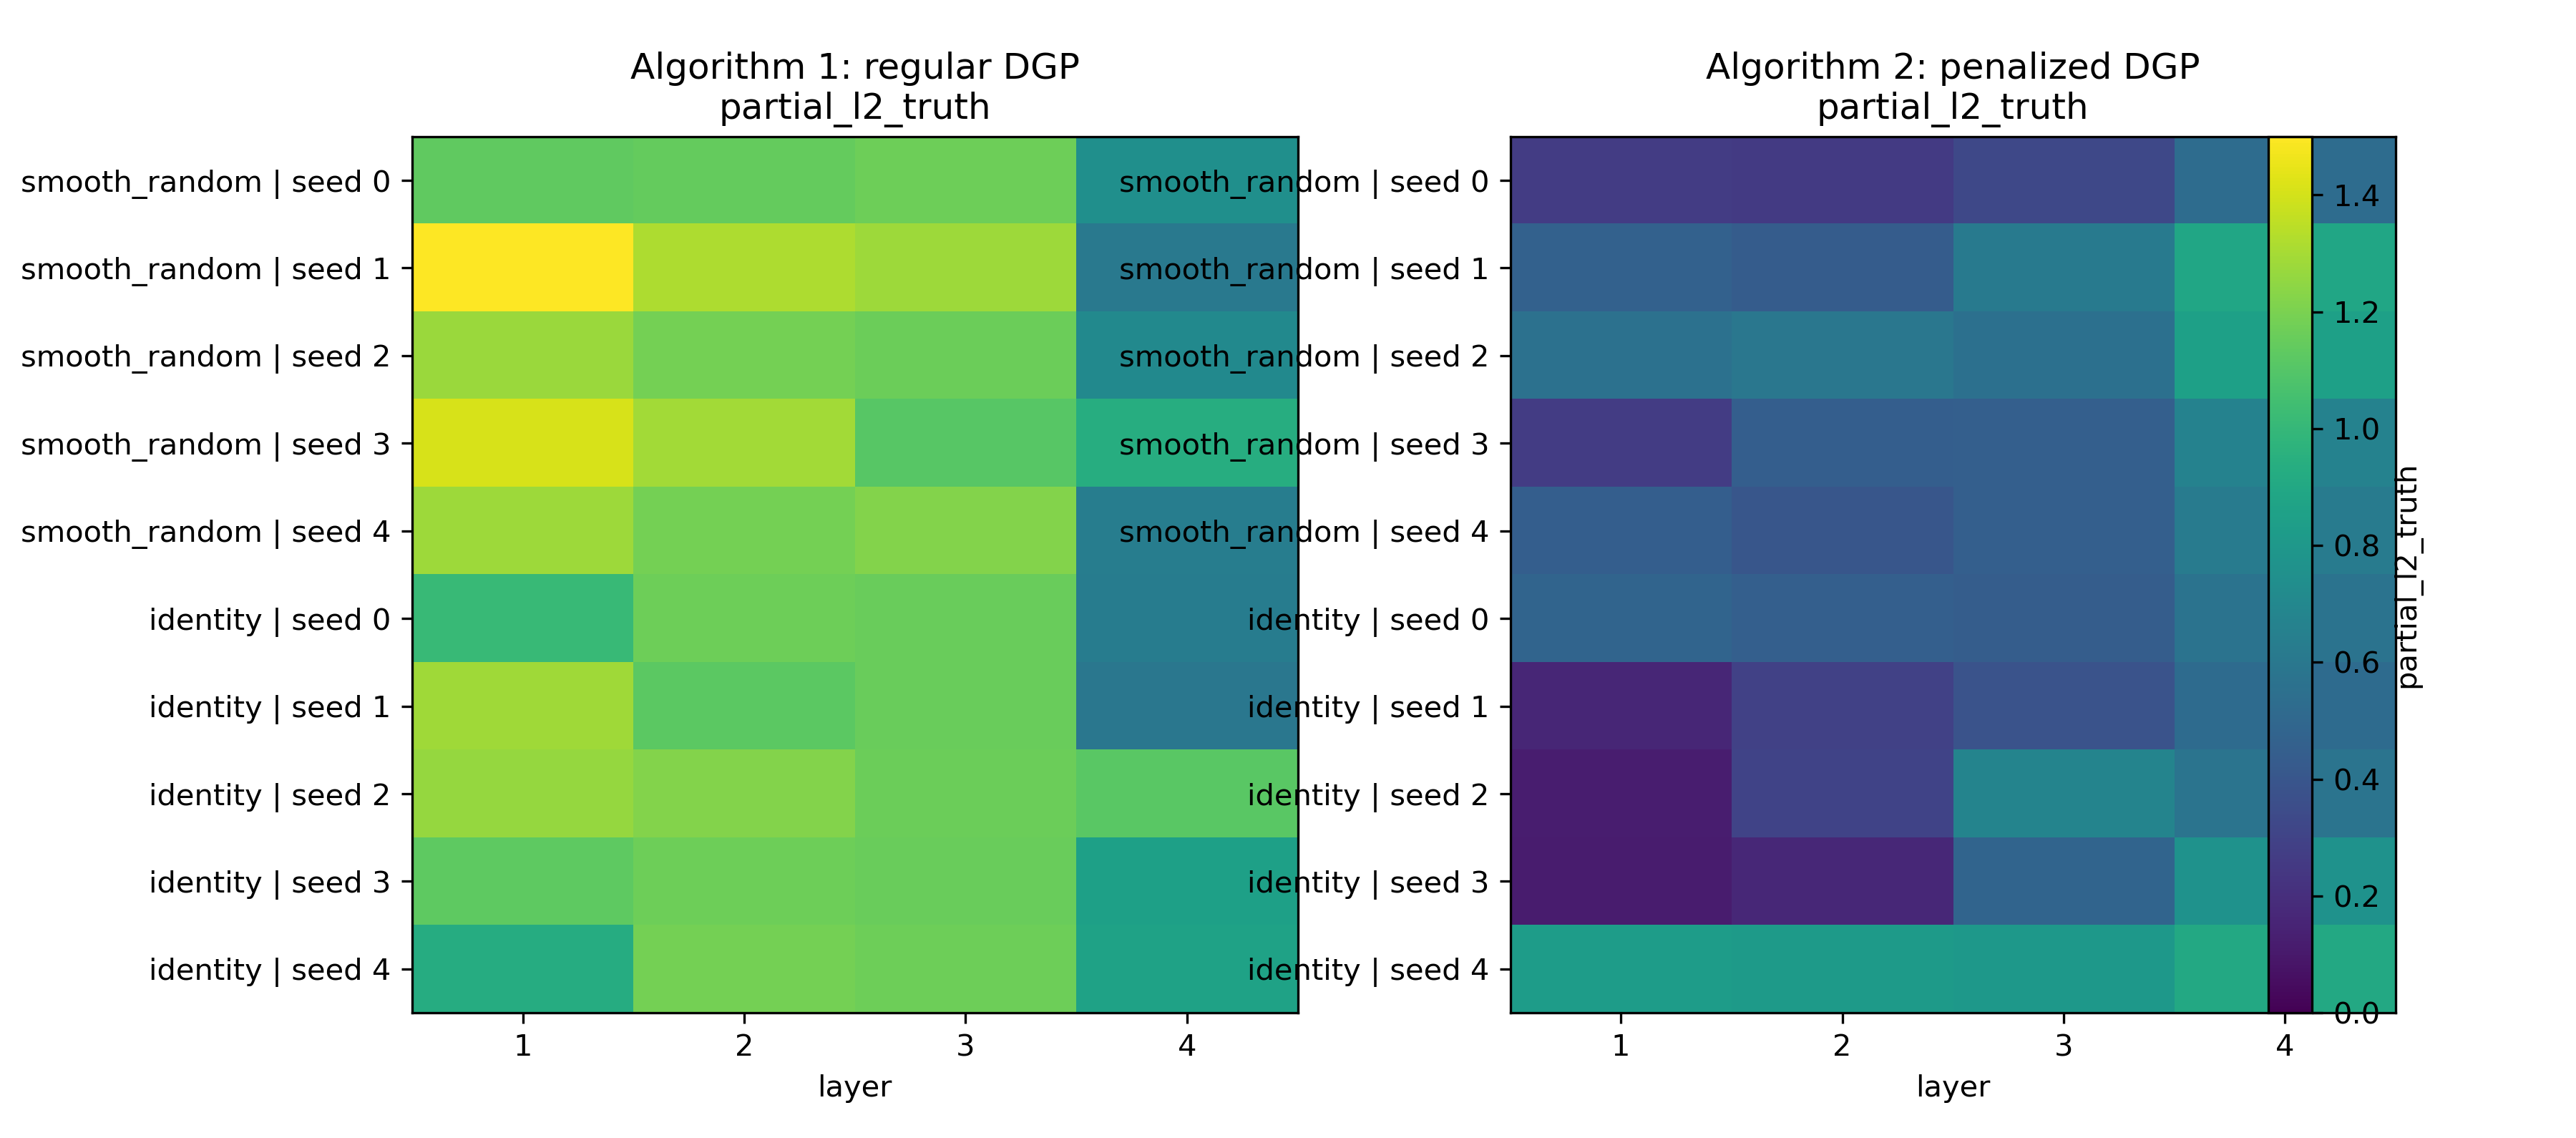 Algorithm 1: regular DGP
partial_l2_truth
smooth_random | seed 0
smooth_random | seed 1
smooth_random | seed 2
smooth_random | seed 3
smooth_random | seed 4
identity | seed 0
identity | seed 1
identity | seed 2
identity | seed 3
identity | seed 4
1 2 3 4
layer
Algorithm 2: penalized DGP
partial_l2_truth
smooth_random | seed 0
smooth_random | seed 1
smooth_random | seed 2
smooth_random | seed 3
smooth_random | seed 4
identity | seed 0
identity | seed 1
identity | seed 2
identity | seed 3
identity | seed 4
1 2 3 4
layer
1.4
1.2
1.0
0.8
0.6
0.4
0.2
0.0
partial_l2_truth